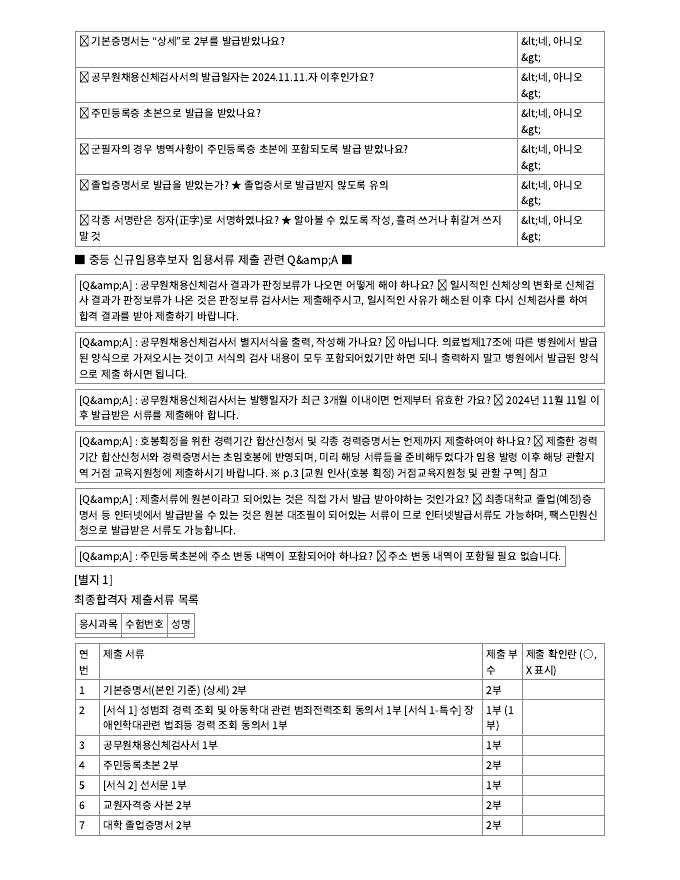 ☒ 기본증명서는 “상세”로 2부를 발급받았나요? &lt;네, 아니오
&gt;
☒ 공무원채용신체검사서의 발급일자는 2024.11.11.자 이후인가요? &lt;네, 아니오
&gt;
☒ 주민등록증 초본으로 발급을 받았나요? &lt;네, 아니오
&gt;
☒ 군필자의 경우 병역사항이 주민등록증 초본에 포함되도록 발급 받았나요? &lt;네, 아니오
&gt;
☒ 졸업증명서로 발급을 받았는가? ★ 졸업증서로 발급받지 않도록 유의 &lt;네, 아니오
&gt;
☒ 각종 서명란은 정자(正字)로 서명하였나요? ★ 알아볼 수 있도록 작성, 흘려 쓰거나 휘갈겨 쓰지 &lt;네, 아니오
말 것 &gt;
■ 중등 신규임용후보자 임용서류 제출 관련 Q&amp;A ■
[Q&amp;A] : 공무원채용신체검사 결과가 판정보류가 나오면 어떻게 해야 하나요? ☒ 일시적인 신체상의 변화로 신체검
사 결과가 판정보류가 나온 것은 판정보류 검사서는 제출해주시고, 일시적인 사유가 해소된 이후 다시 신체검사를 하여
합격 결과를 받아 제출하기 바랍니다.
[Q&amp;A] : 공무원채용신체검사서 별지서식을 출력, 작성해 가나요? ☒ 아닙니다. 의료법제17조에 따른 병원에서 발급
된 양식으로 가져오시는 것이고 서식의 검사 내용이 모두 포함되어있기만 하면 되니 출력하지 말고 병원에서 발급된 양식
으로 제출 하시면 됩니다.
[Q&amp;A] : 공무원채용신체검사서는 발행일자가 최근 3개월 이내이면 언제부터 유효한 가요? ☒ 2024년 11월 11일 이
후 발급받은 서류를 제출해야 합니다.
[Q&amp;A] : 호봉획정을 위한 경력기간 합산신청서 및 각종 경력증명서는 언제까지 제출하여야 하나요? ☒ 제출한 경력
기간 합산신청서와 경력증명서는 초임호봉에 반영되며, 미리 해당 서류들을 준비해두었다가 임용 발령 이후 해당 관할지
역 거점 교육지원청에 제출하시기 바랍니다. ※ p.3 [교원 인사(호봉 획정) 거점교육지원청 및 관할 구역] 참고
[Q&amp;A] : 제출서류에 원본이라고 되어있는 것은 직접 가서 발급 받아야하는 것인가요? ☒ 최종대학교 졸업(예정)증
명서 등 인터넷에서 발급받을 수 있는 것은 원본 대조필이 되어있는 서류이 므로 인터넷발급서류도 가능하며, 팩스민원신
청으로 발급받은 서류도 가능합니다.
[Q&amp;A] : 주민등록초본에 주소 변동 내역이 포함되어야 하나요? ☒ 주소 변동 내역이 포함될 필요 없습니다.
[별지 1]
최종합격자 제출서류 목록
응시과목 수험번호 성명
연 제출 서류 제출 부 제출 확인란 (○,
번 수 X 표시)
1 기본증명서(본인 기준) (상세) 2부 2부
2 [서식 1] 성범죄 경력 조회 및 아동학대 관련 범죄전력조회 동의서 1부 [서식 1-특수] 장 1부 (1
애인학대관련 법죄등 경력 조회 동의서 1부 부)
3 공무원채용신체검사서 1부 1부
4 주민등록초본 2부 2부
5 [서식 2] 선서문 1부 1부
6 교원자격증 사본 2부 2부
7 대학 졸업증명서 2부 2부